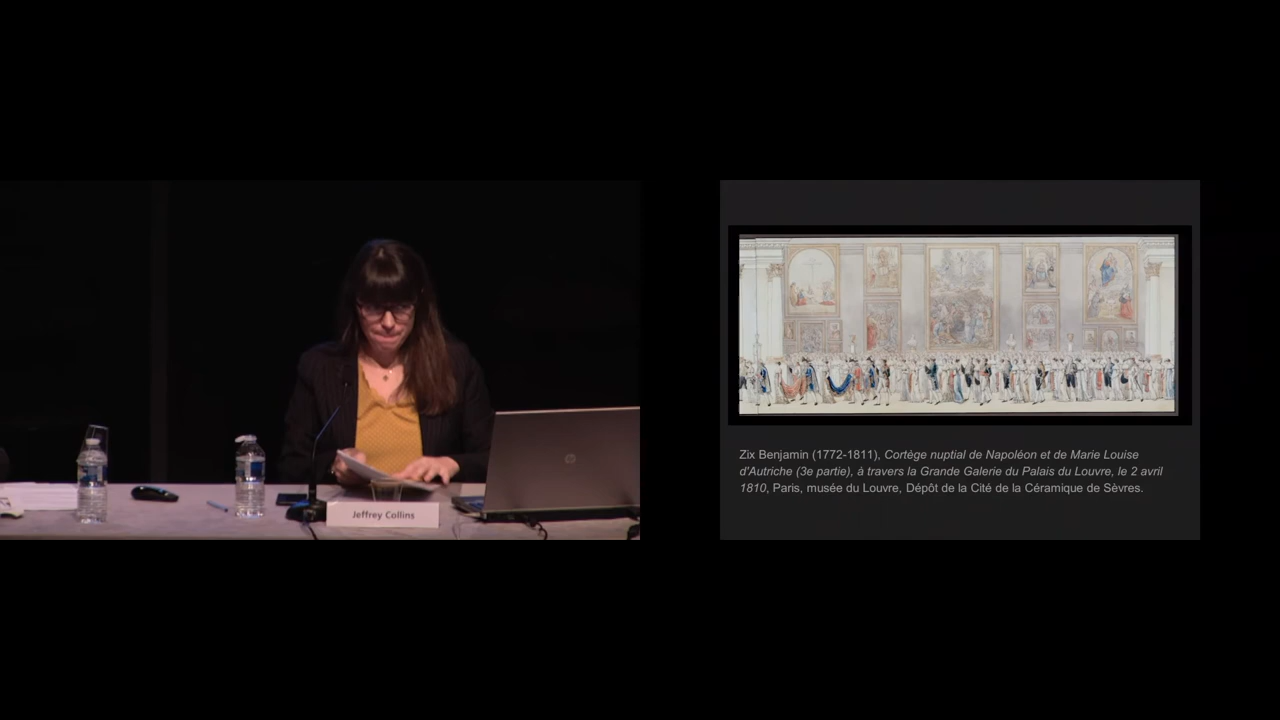 Jeffrey Collins
hp
Zix Benjamin (1772-1811), Cortège nuptial de Napoléon et de Marie Louise
d'Autriche (3e partie), à travers la Grande Galerie du Palais du Louvre, le 2 avril
1810, Paris, musée du Louvre, Dépôt de la Cité de la Céramique de Sèvres.